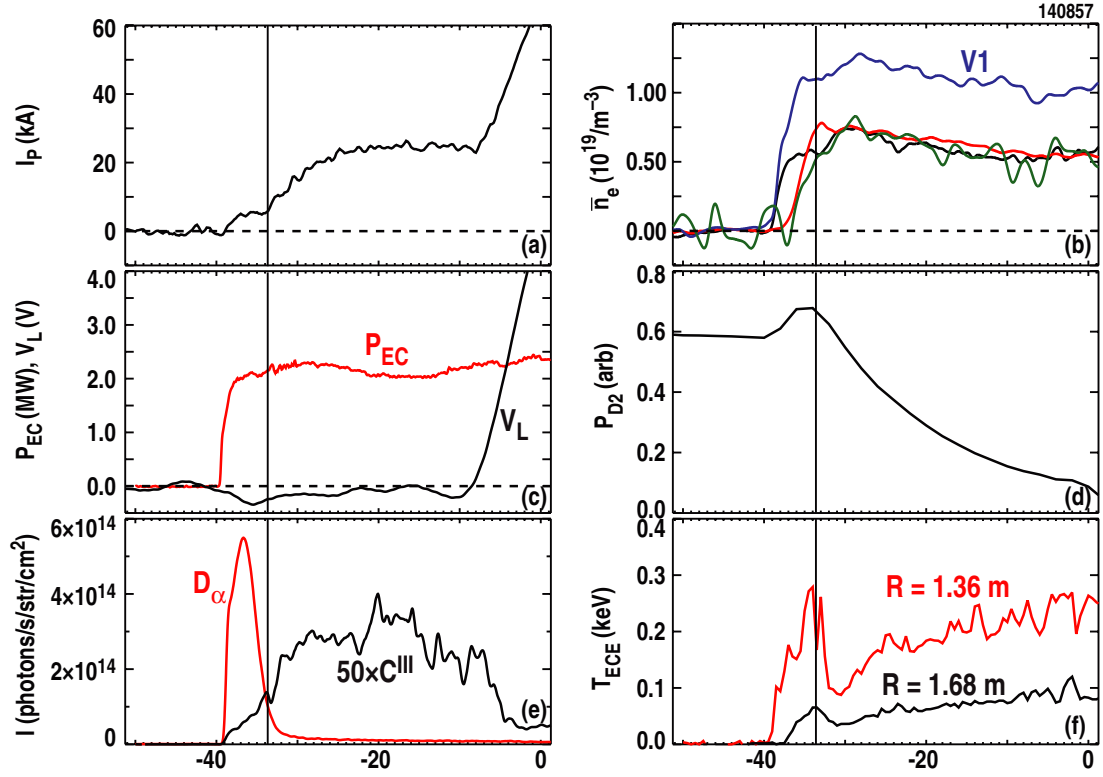 140857
60
40
20
0
I_P (kA)
(a)
1.00
0.50
0.00
n̅_e (10^19/m^−3)
V1
(b)
4.0
3.0
2.0
1.0
0.0
P_EC (MW), V_L (V)
P_EC
V_L
(c)
0.8
0.6
0.4
0.2
0.0
P_D2 (arb)
(d)
6×10^14
4×10^14
2×10^14
0
I (photons/s/str/cm^2)
D_α
50×C^III
(e)
-40
-20
0
0.4
0.3
0.2
0.1
0.0
T_ECE (keV)
R = 1.36 m
R = 1.68 m
(f)
-40
-20
0